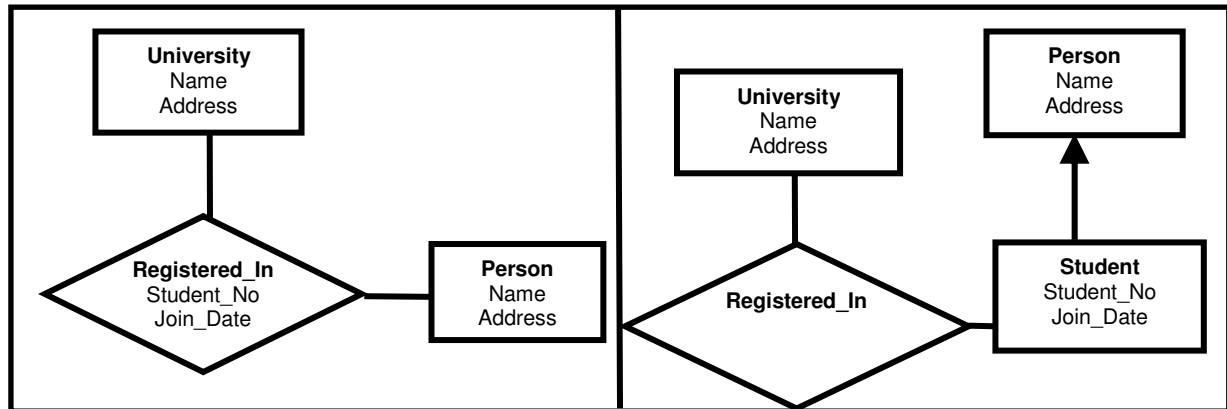 University
Name
Address
Registered_In
Student_No
Join_Date
Person
Name
Address
University
Name
Address
Person
Name
Address
Registered_In
Student
Student_No
Join_Date